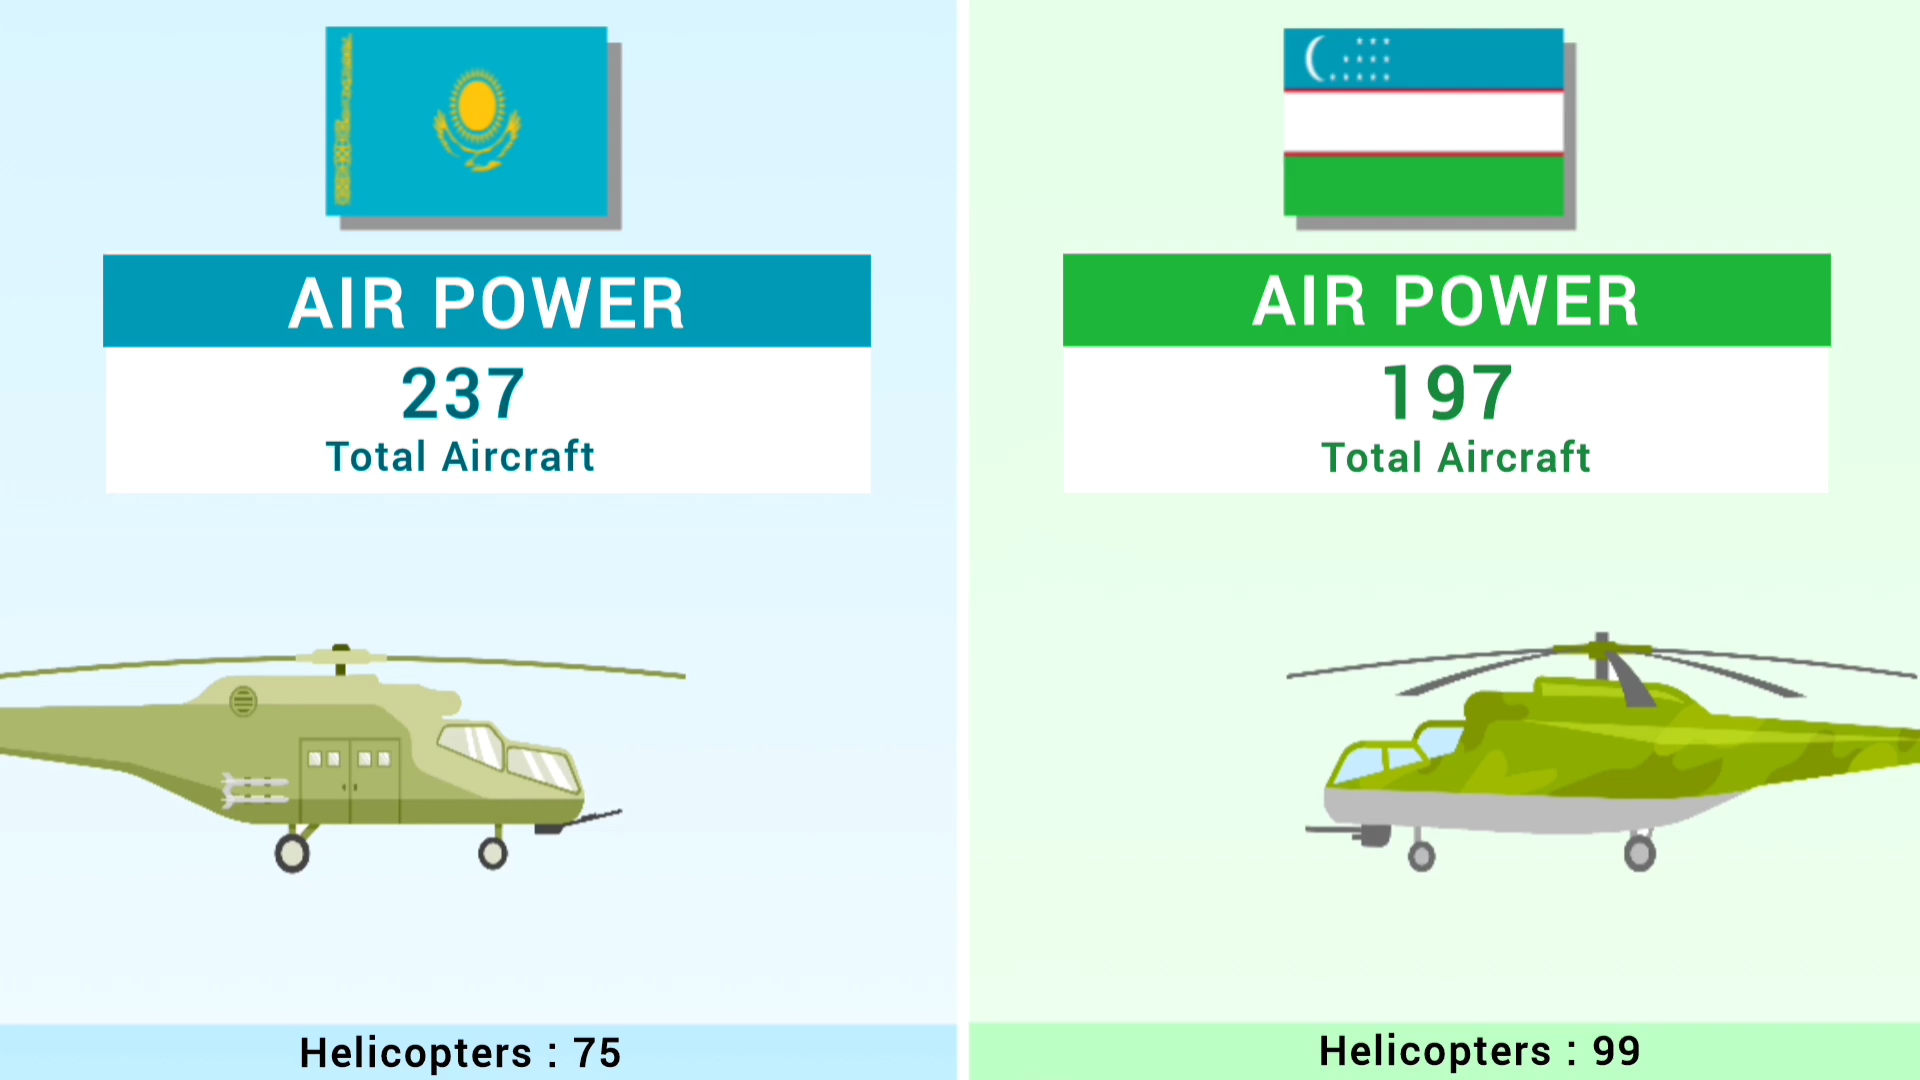 AIR POWER
237
Total Aircraft
Helicopters : 75
AIR POWER
197
Total Aircraft
Helicopters : 99